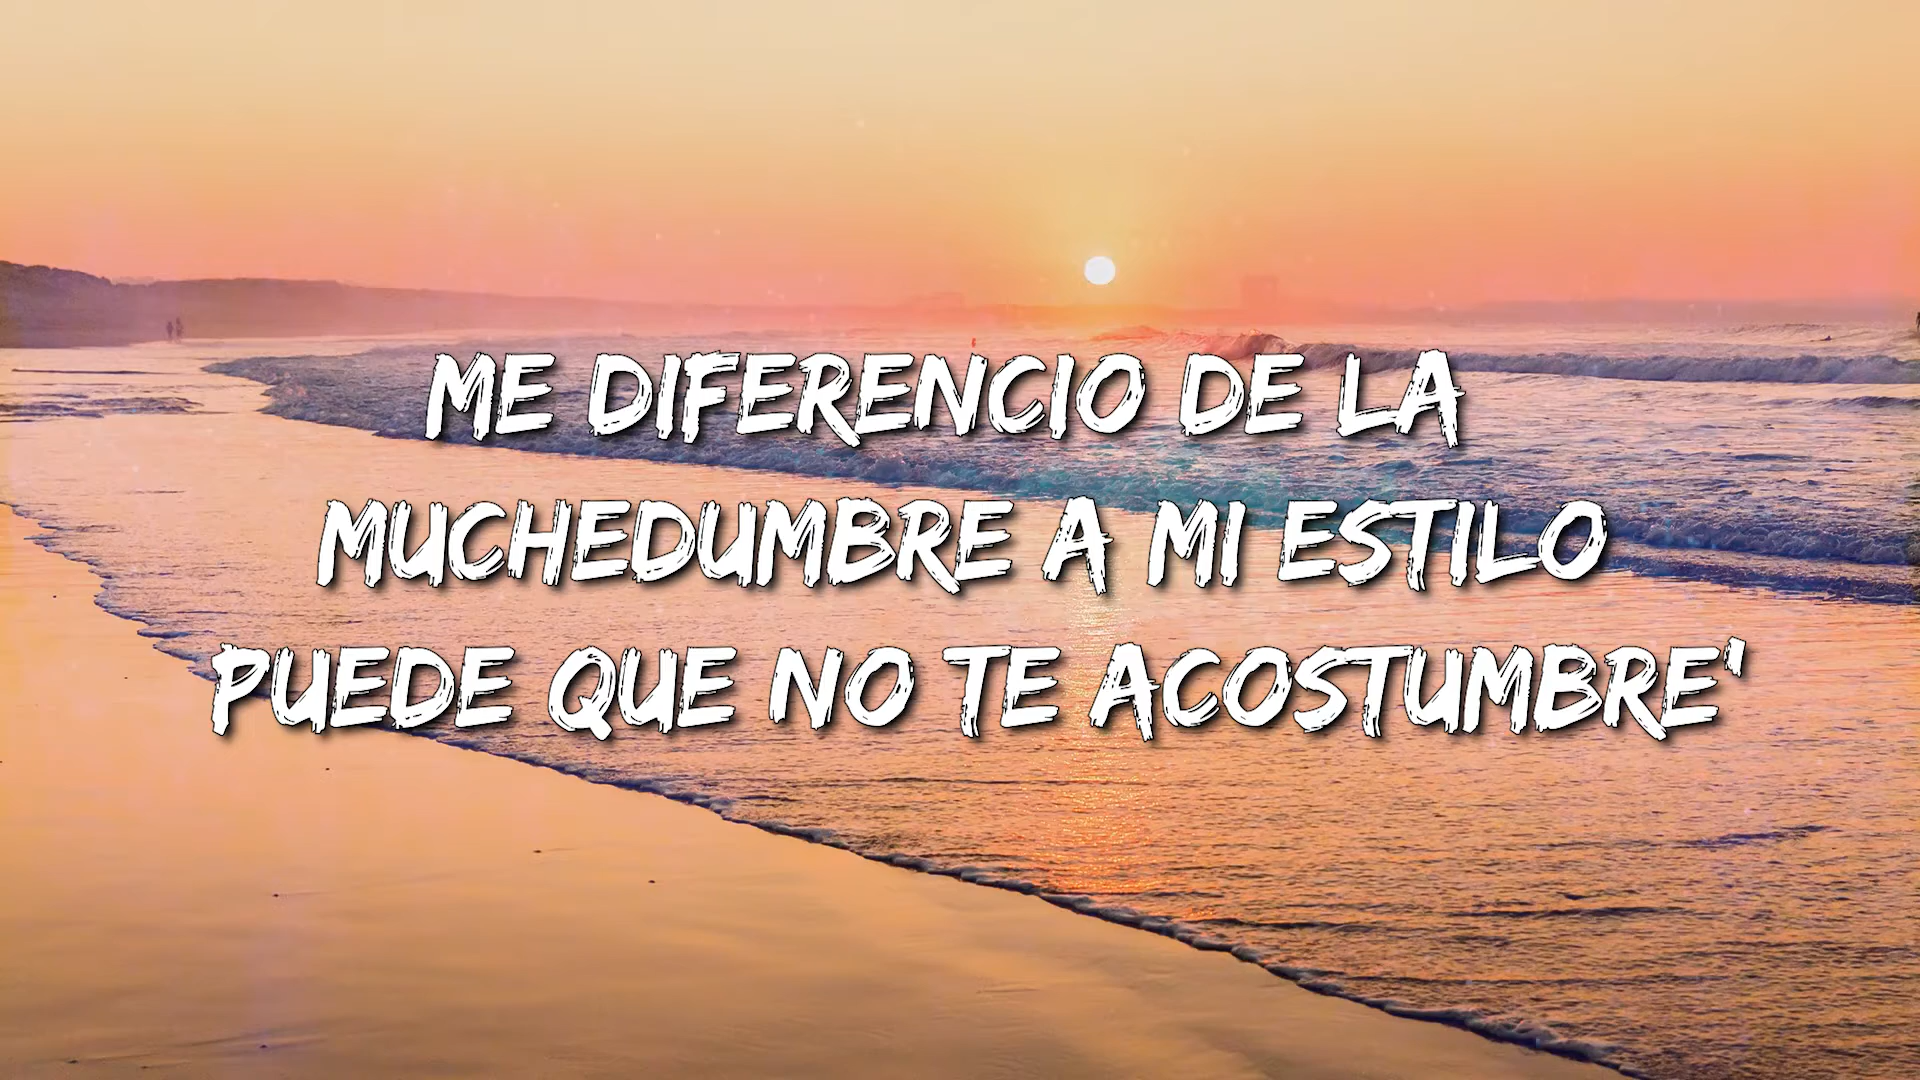 ME DIFERENCIO DE LA
MUCHEDUMBRE A MI ESTILO
PUEDE QUE NO TE ACOSTUMBRE'